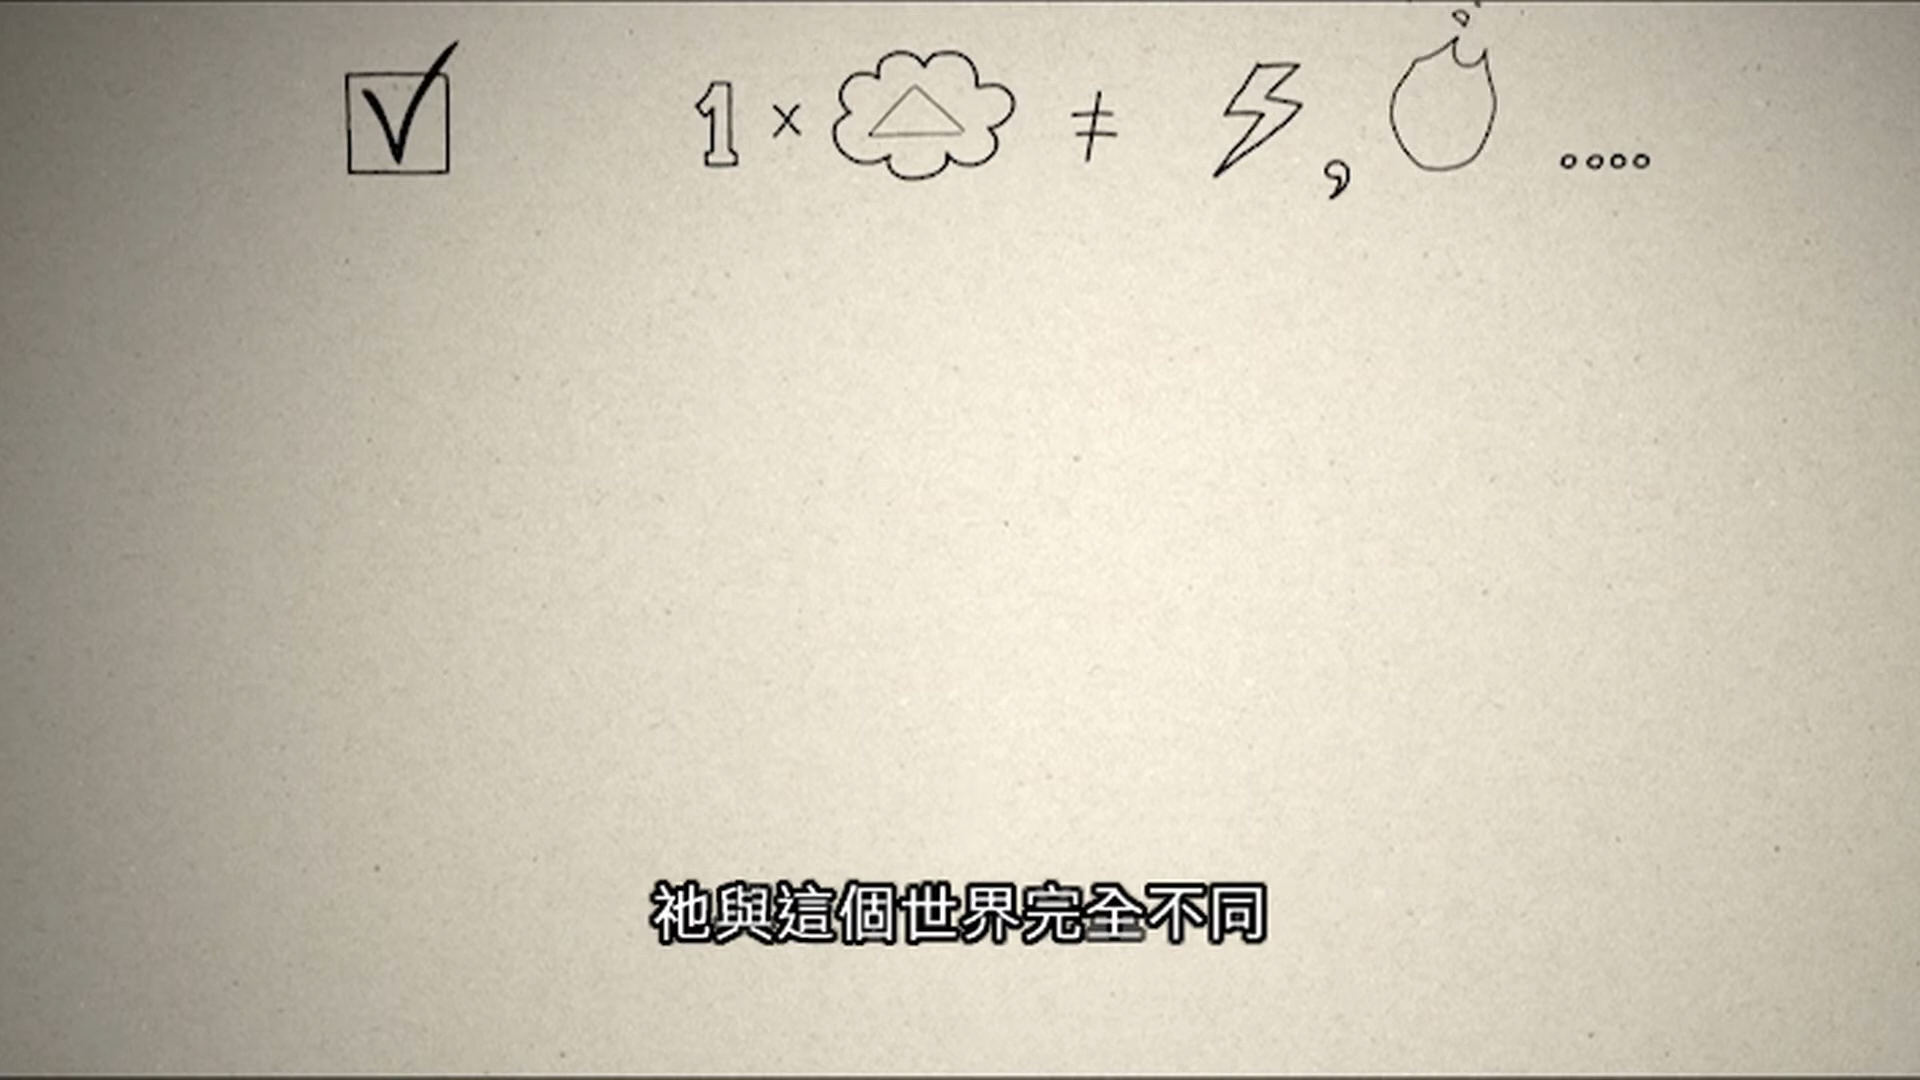 1 × ≠ , ....
祂與這個世界完全不同